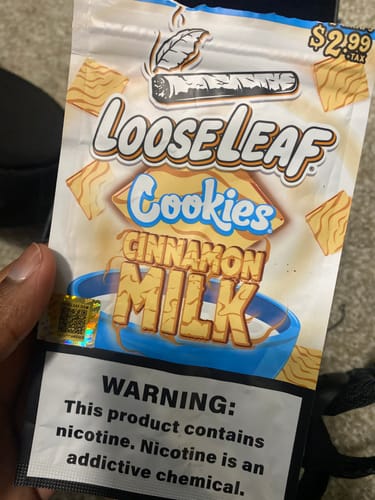 $2.99
+TAX
LOOSELEAF
Cookies
CINNAMON
MILK
WARNING:
This product contains
nicotine. Nicotine is an
addictive chemical.